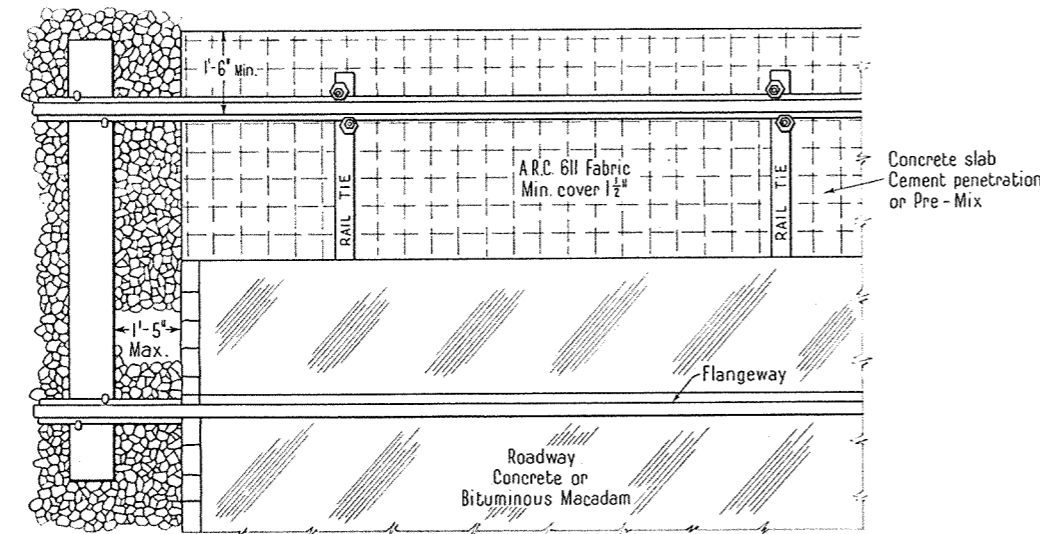 1'-6" Min.
A.R.C. 611 Fabric
Min. cover 1½"
RAIL TIE
RAIL TIE
Concrete slab
Cement penetration
or Pre-Mix
1'-5"
Max.
Flangeway
Roadway
Concrete or
Bituminous Macadam